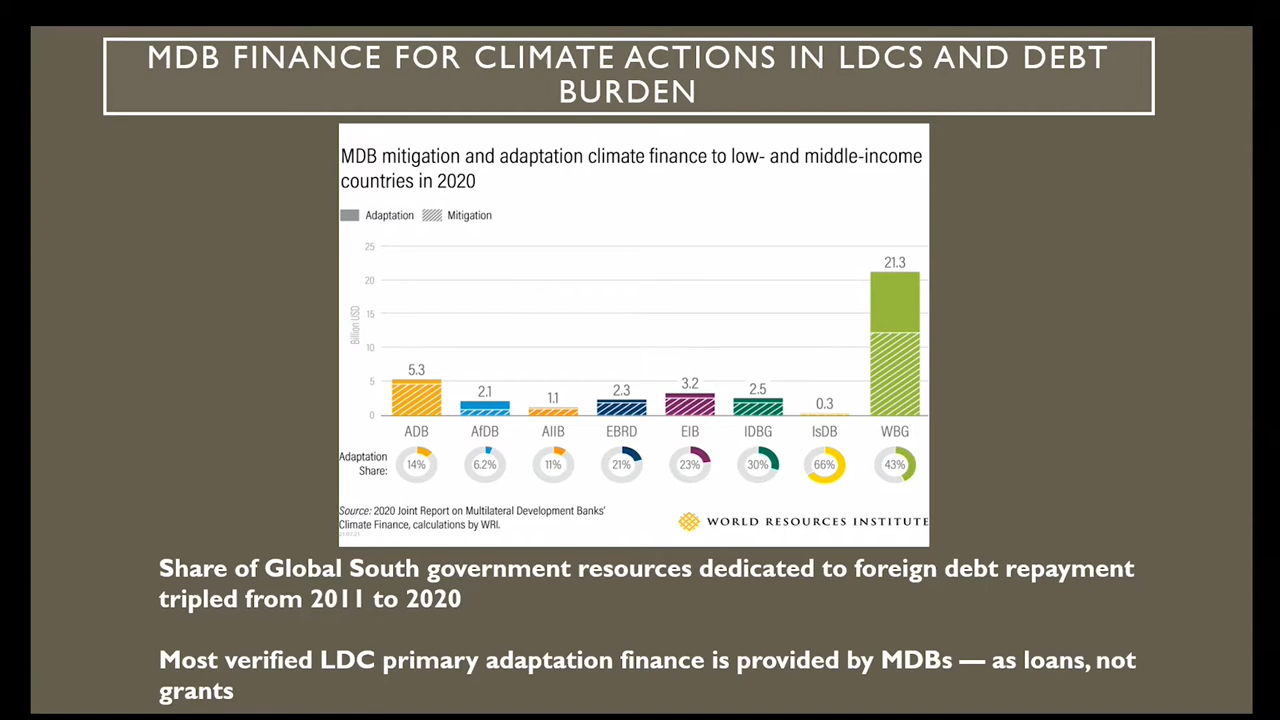 MDB FINANCE FOR CLIMATE ACTIONS IN LDCS AND DEBT
BURDEN
MDB mitigation and adaptation climate finance to low- and middle-income
countries in 2020
Adaptation Mitigation
25
20
15
10
5
0
Billion USD
5.3 2.1 1.1 2.3 3.2 2.5 0.3 21.3
ADB AfDB AIIB EBRD EIB IDBG IsDB WBG
Adaptation
Share:
14% 6.2% 11% 21% 23% 30% 66% 43%
Source: 2020 Joint Report on Multilateral Development Banks'
Climate Finance, calculations by WRI.
WORLD RESOURCES INSTITUTE
Share of Global South government resources dedicated to foreign debt repayment
tripled from 2011 to 2020
Most verified LDC primary adaptation finance is provided by MDBs — as loans, not
grants